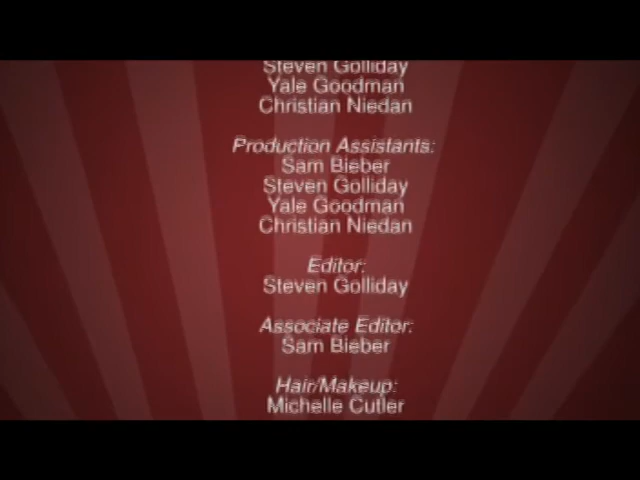 Steven Golliday
Yale Goodman
Christian Niedan
Production Assistants:
Sam Bieber
Steven Golliday
Yale Goodman
Christian Niedan
Editor:
Steven Golliday
Associate Editor:
Sam Bieber
Hair/Makeup:
Michelle Cutler